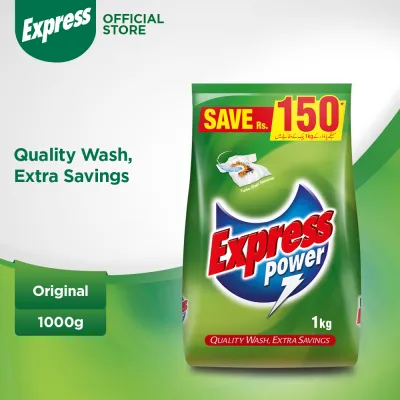 Express
OFFICIAL
STORE
SAVE Rs. 150
Quality Wash,
Extra Savings
Express
power
Original
1000g
1kg
QUALITY WASH, EXTRA SAVINGS